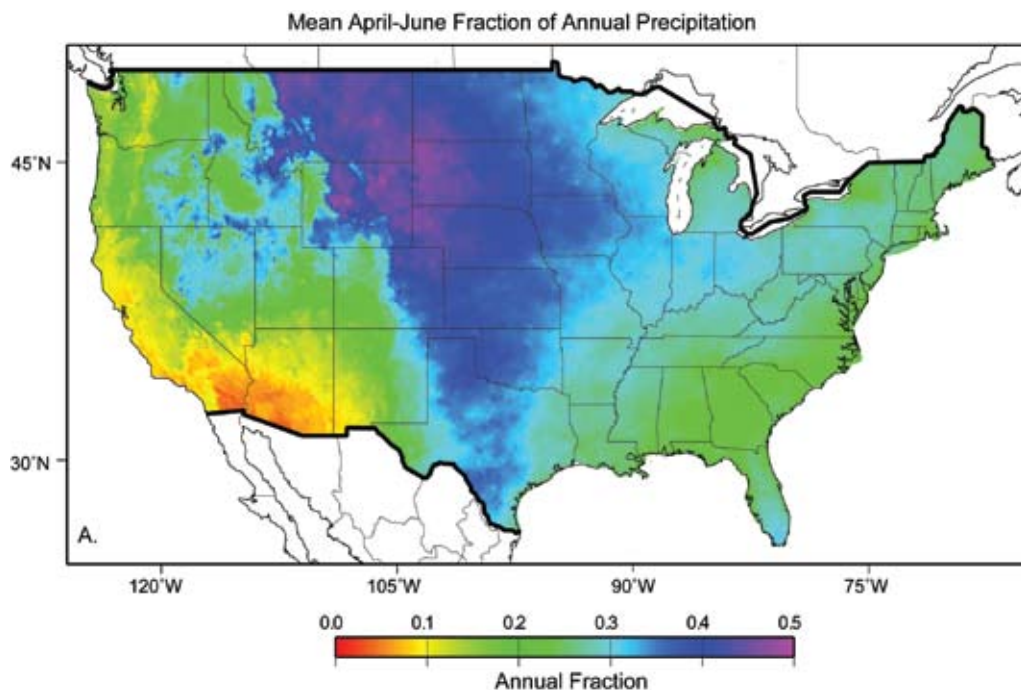 Mean April-June Fraction of Annual Precipitation
45°N
30°N
A.
120°W 105°W 90°W 75°W
0.0 0.1 0.2 0.3 0.4 0.5
Annual Fraction